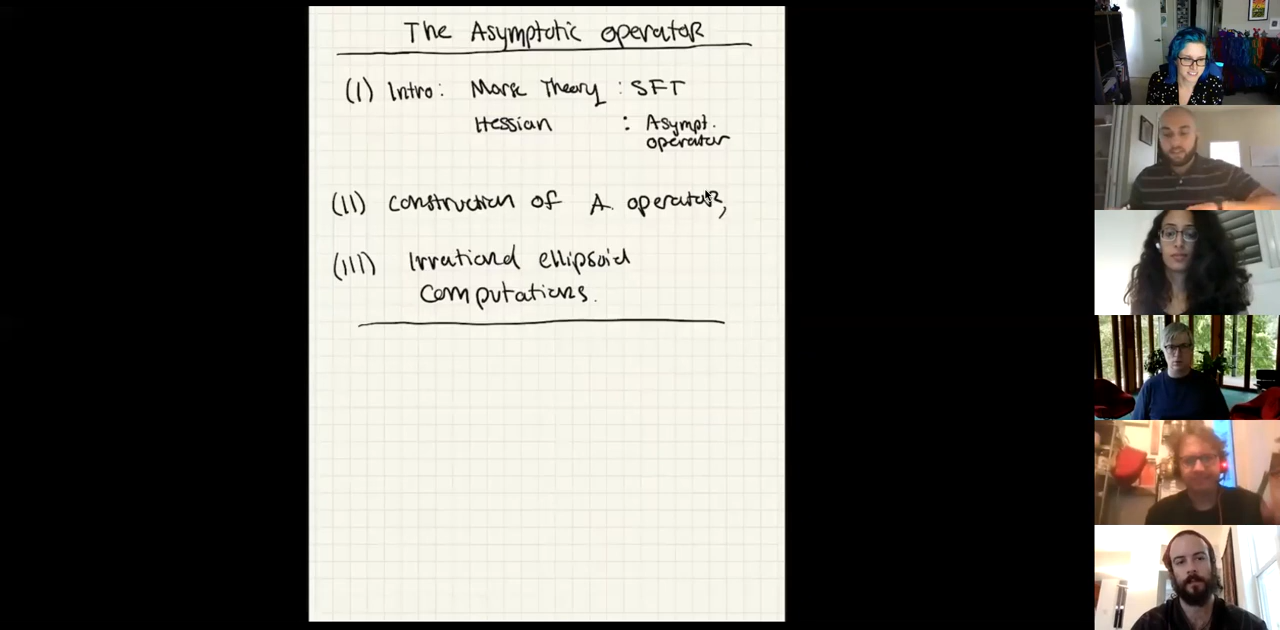 The Asymptotic operator
(I) Intro: Morse Theory : SFT
Hessian : Asympt.
operator
(II) construction of A. operator,
(III) Irrational ellipsoid
computations.